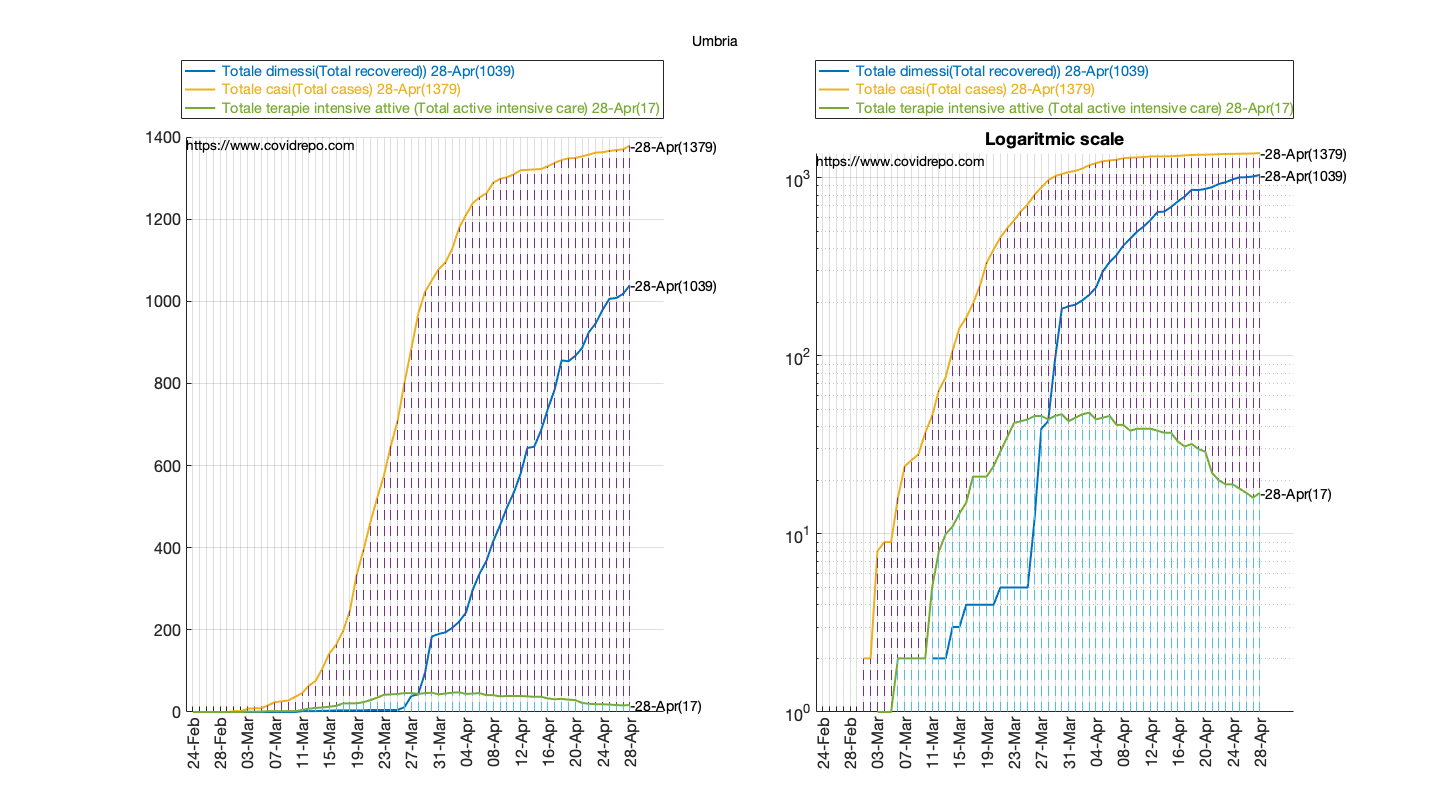 Umbria
Totale dimessi(Total recovered)) 28-Apr(1039)
Totale casi(Total cases) 28-Apr(1379)
Totale terapie intensive attive (Total active intensive care) 28-Apr(17)
https://www.covidrepo.com
1400
1200
1000
800
600
400
200
0
-28-Apr(1379)
-28-Apr(1039)
-28-Apr(17)
24-Feb
28-Feb
03-Mar
07-Mar
11-Mar
15-Mar
19-Mar
23-Mar
27-Mar
31-Mar
04-Apr
08-Apr
12-Apr
16-Apr
20-Apr
24-Apr
28-Apr
Totale dimessi(Total recovered)) 28-Apr(1039)
Totale casi(Total cases) 28-Apr(1379)
Totale terapie intensive attive (Total active intensive care) 28-Apr(17)
Logaritmic scale
https://www.covidrepo.com
10³
10²
10¹
10⁰
-28-Apr(1379)
-28-Apr(1039)
-28-Apr(17)
24-Feb
28-Feb
03-Mar
07-Mar
11-Mar
15-Mar
19-Mar
23-Mar
27-Mar
31-Mar
04-Apr
08-Apr
12-Apr
16-Apr
20-Apr
24-Apr
28-Apr